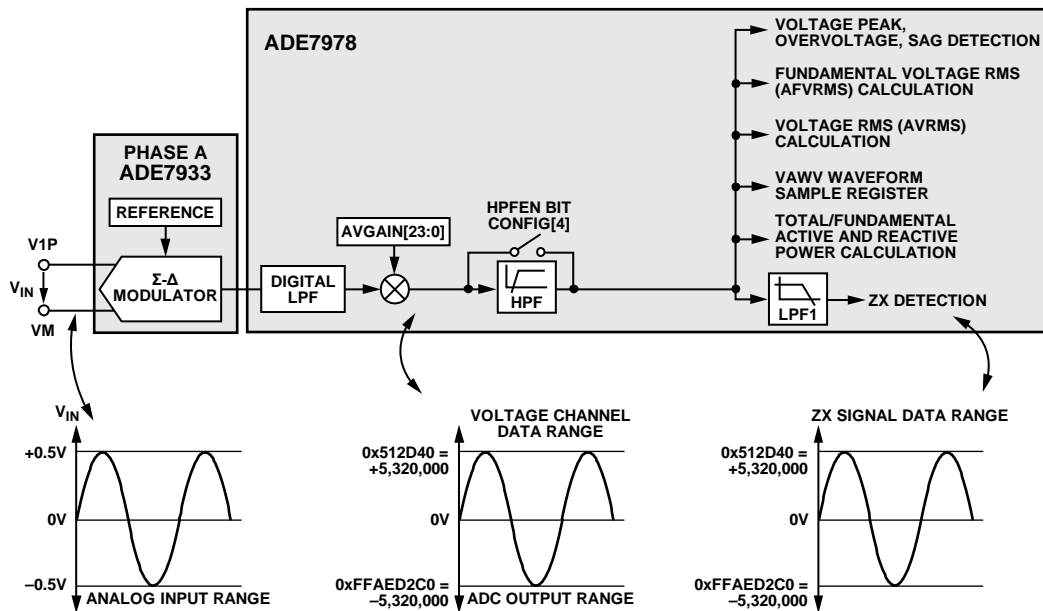 ADE7978
VOLTAGE PEAK,
OVERVOLTAGE, SAG DETECTION
FUNDAMENTAL VOLTAGE RMS
(AFVRMS) CALCULATION
VOLTAGE RMS (AVRMS)
CALCULATION
VAWV WAVEFORM
SAMPLE REGISTER
TOTAL/FUNDAMENTAL
ACTIVE AND REACTIVE
POWER CALCULATION
PHASE A
ADE7933
REFERENCE
V1P
VIN
VM
Σ-Δ
MODULATOR
DIGITAL
LPF
AVGAIN[23:0]
HPFEN BIT
CONFIG[4]
HPF
LPF1
ZX DETECTION
VIN
+0.5V
0V
–0.5V
ANALOG INPUT RANGE
VOLTAGE CHANNEL
DATA RANGE
0x512D40 =
+5,320,000
0V
0xFFAED2C0 =
–5,320,000
ADC OUTPUT RANGE
ZX SIGNAL DATA RANGE
0x512D40 =
+5,320,000
0V
0xFFAED2C0 =
–5,320,000